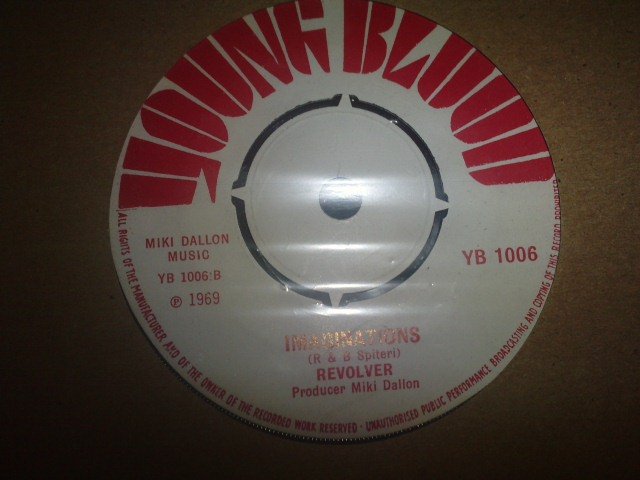 YOUNG BLOOD
MIKI DALLON
MUSIC
YB 1006:B
℗ 1969
YB 1006
IMAGINATIONS
(R & B Spiteri)
REVOLVER
Producer Miki Dallon
ALL RIGHTS OF THE MANUFACTURER, AND OF THE OWNER OF THE RECORDED WORK RESERVED · UNAUTHORISED PUBLIC PERFORMANCE BROADCASTING AND COPYING OF THIS RECORD PROHIBITED